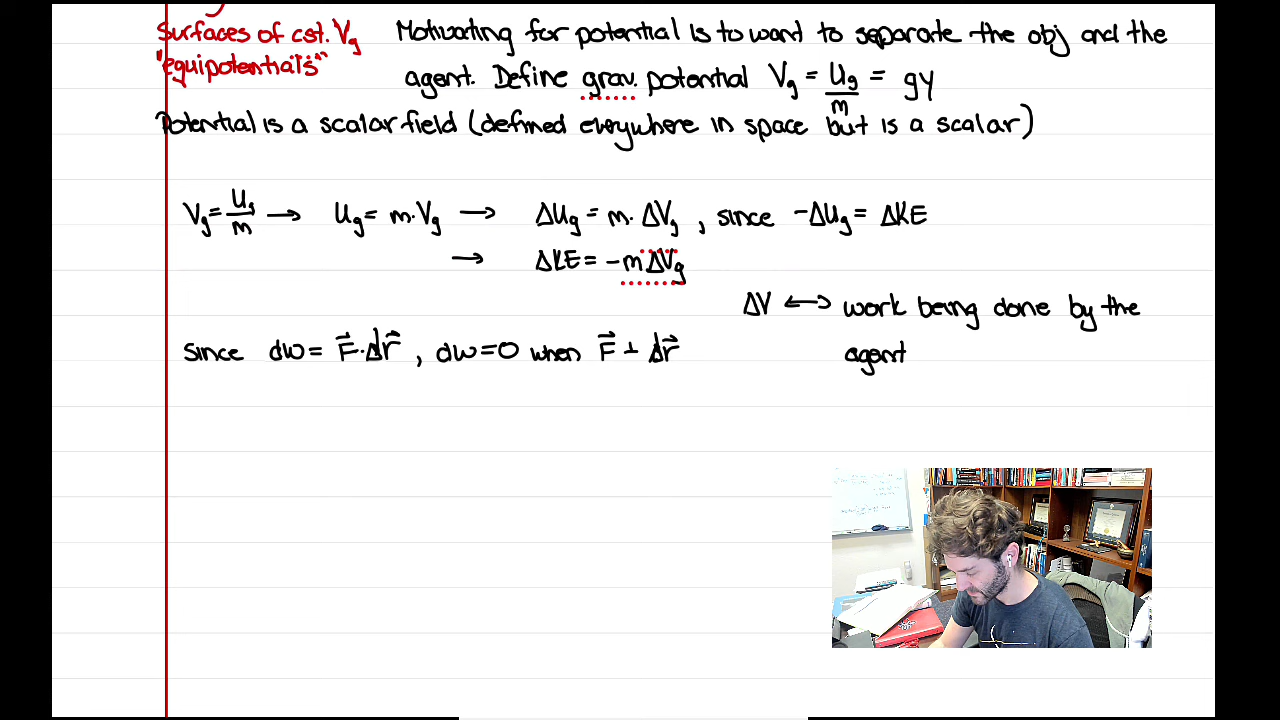 Surfaces of cst. Vg
"equipotentials"
Motivating for potential is to want to separate the obj and the
agent. Define grav. potential Vg = Ug/m = gy
Potential is a scalar field (defined everywhere in space but is a scalar)
Vg = Ug/m → Ug = m·Vg → ΔUg = m·ΔVg, since -ΔUg = ΔKE
→ ΔKE = -mΔVg
ΔV ↔ work being done by the
agent
since dw = F⃗·dr⃗, dw=0 when F⃗ ⊥ dr⃗